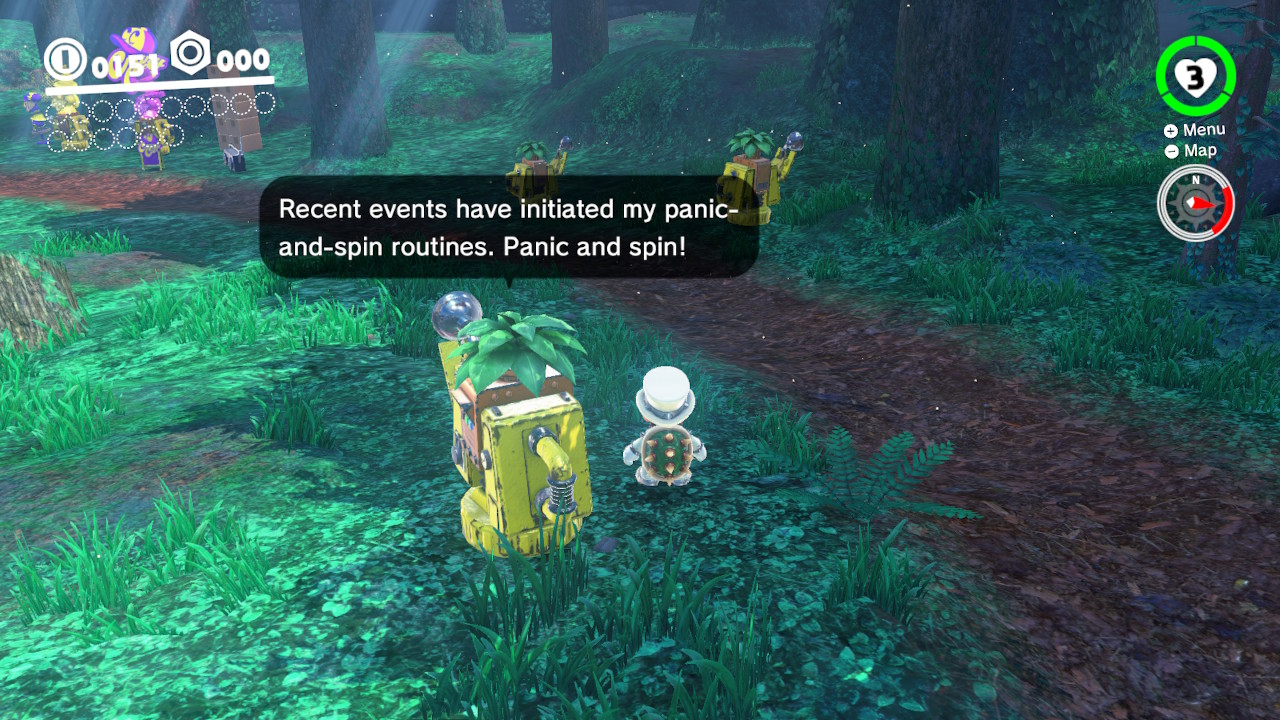 0151 000
3
Menu
Map
N
Recent events have initiated my panic-
and-spin routines. Panic and spin!